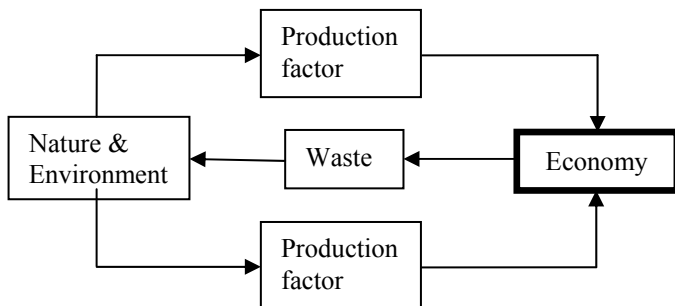 Production
factor
Nature &
Environment
Waste
Economy
Production
factor